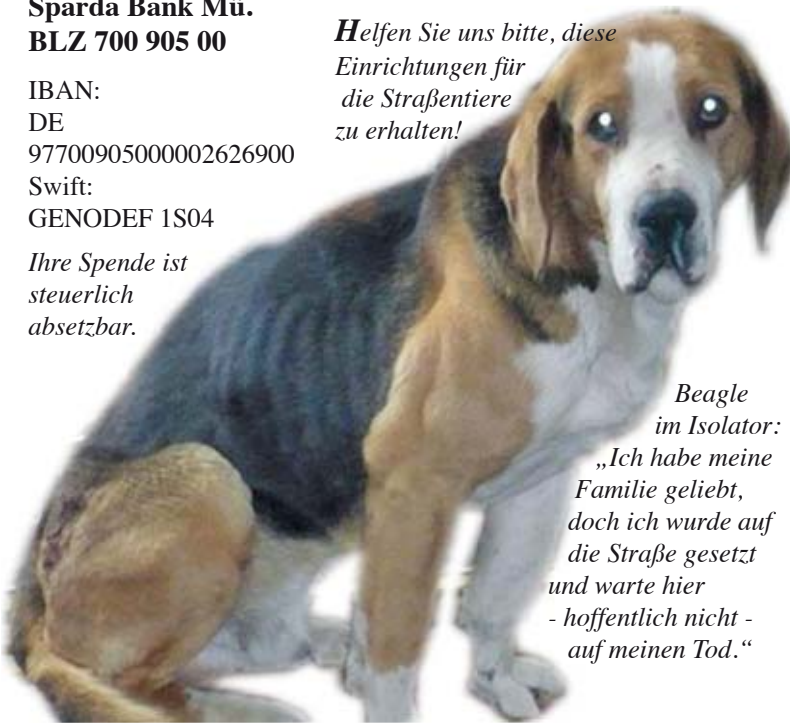 Sparda Bank Mü.
BLZ 700 905 00
IBAN:
DE
97700905000002626900
Swift:
GENODEF 1S04
Ihre Spende ist
steuerlich
absetzbar.
Helfen Sie uns bitte, diese
Einrichtungen für
die Straßentiere
zu erhalten!
Beagle
im Isolator:
„Ich habe meine
Familie geliebt,
doch ich wurde auf
die Straße gesetzt
und warte hier
- hoffentlich nicht -
auf meinen Tod.“